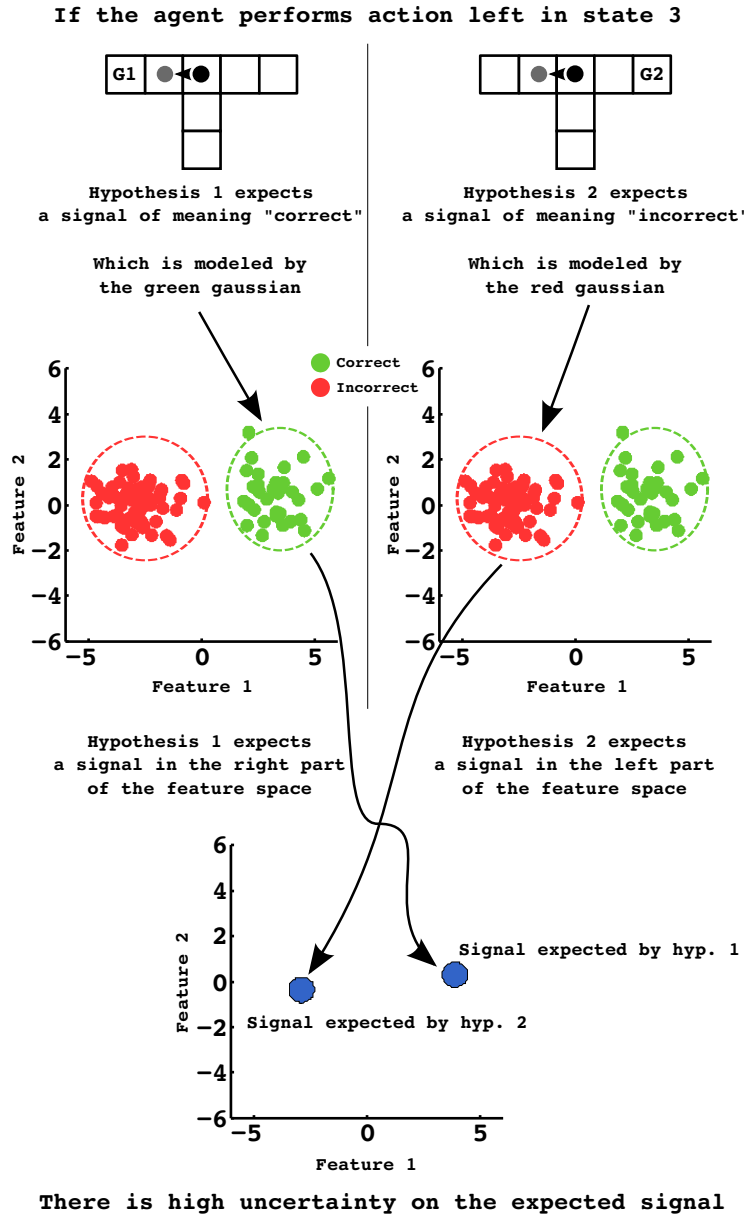 If the agent performs action left in state 3
G1
G2
Hypothesis 1 expects
a signal of meaning "correct"
Hypothesis 2 expects
a signal of meaning "incorrect"
Which is modeled by
the green gaussian
Which is modeled by
the red gaussian
Correct
Incorrect
6
4
2
0
−2
−4
−6
−5
0
5
Feature 1
Feature 2
6
4
2
0
−2
−4
−6
−5
0
5
Feature 1
Feature 2
Hypothesis 1 expects
a signal in the right part
of the feature space
Hypothesis 2 expects
a signal in the left part
of the feature space
6
4
2
0
−2
−4
−6
−5
0
5
Feature 1
Feature 2
Signal expected by hyp. 1
Signal expected by hyp. 2
There is high uncertainty on the expected signal